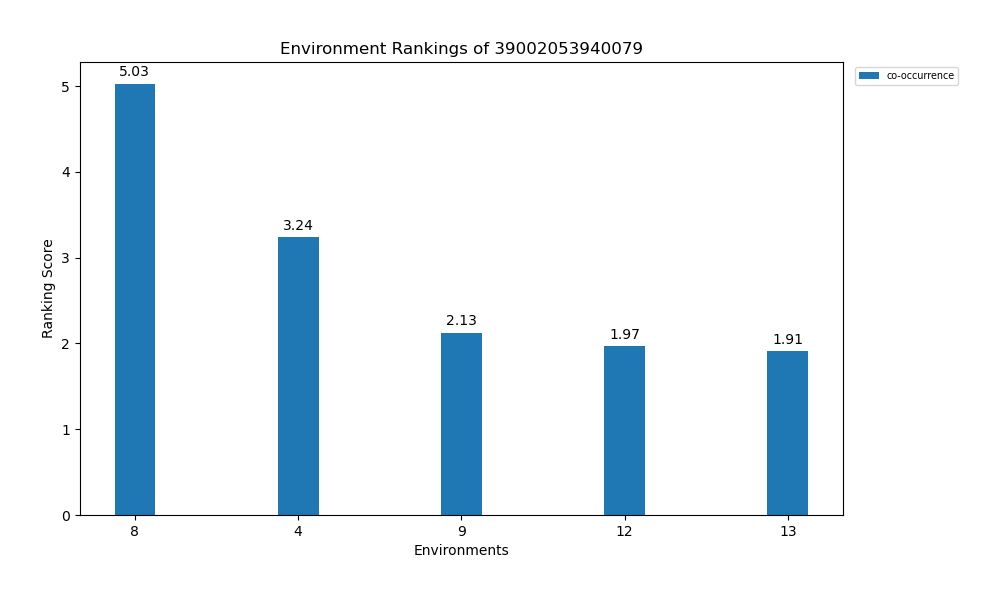 Environment Rankings of 39002053940079
co-occurrence
Ranking Score
5
4
3
2
1
0
5.03
3.24
2.13
1.97
1.91
8 4 9 12 13
Environments